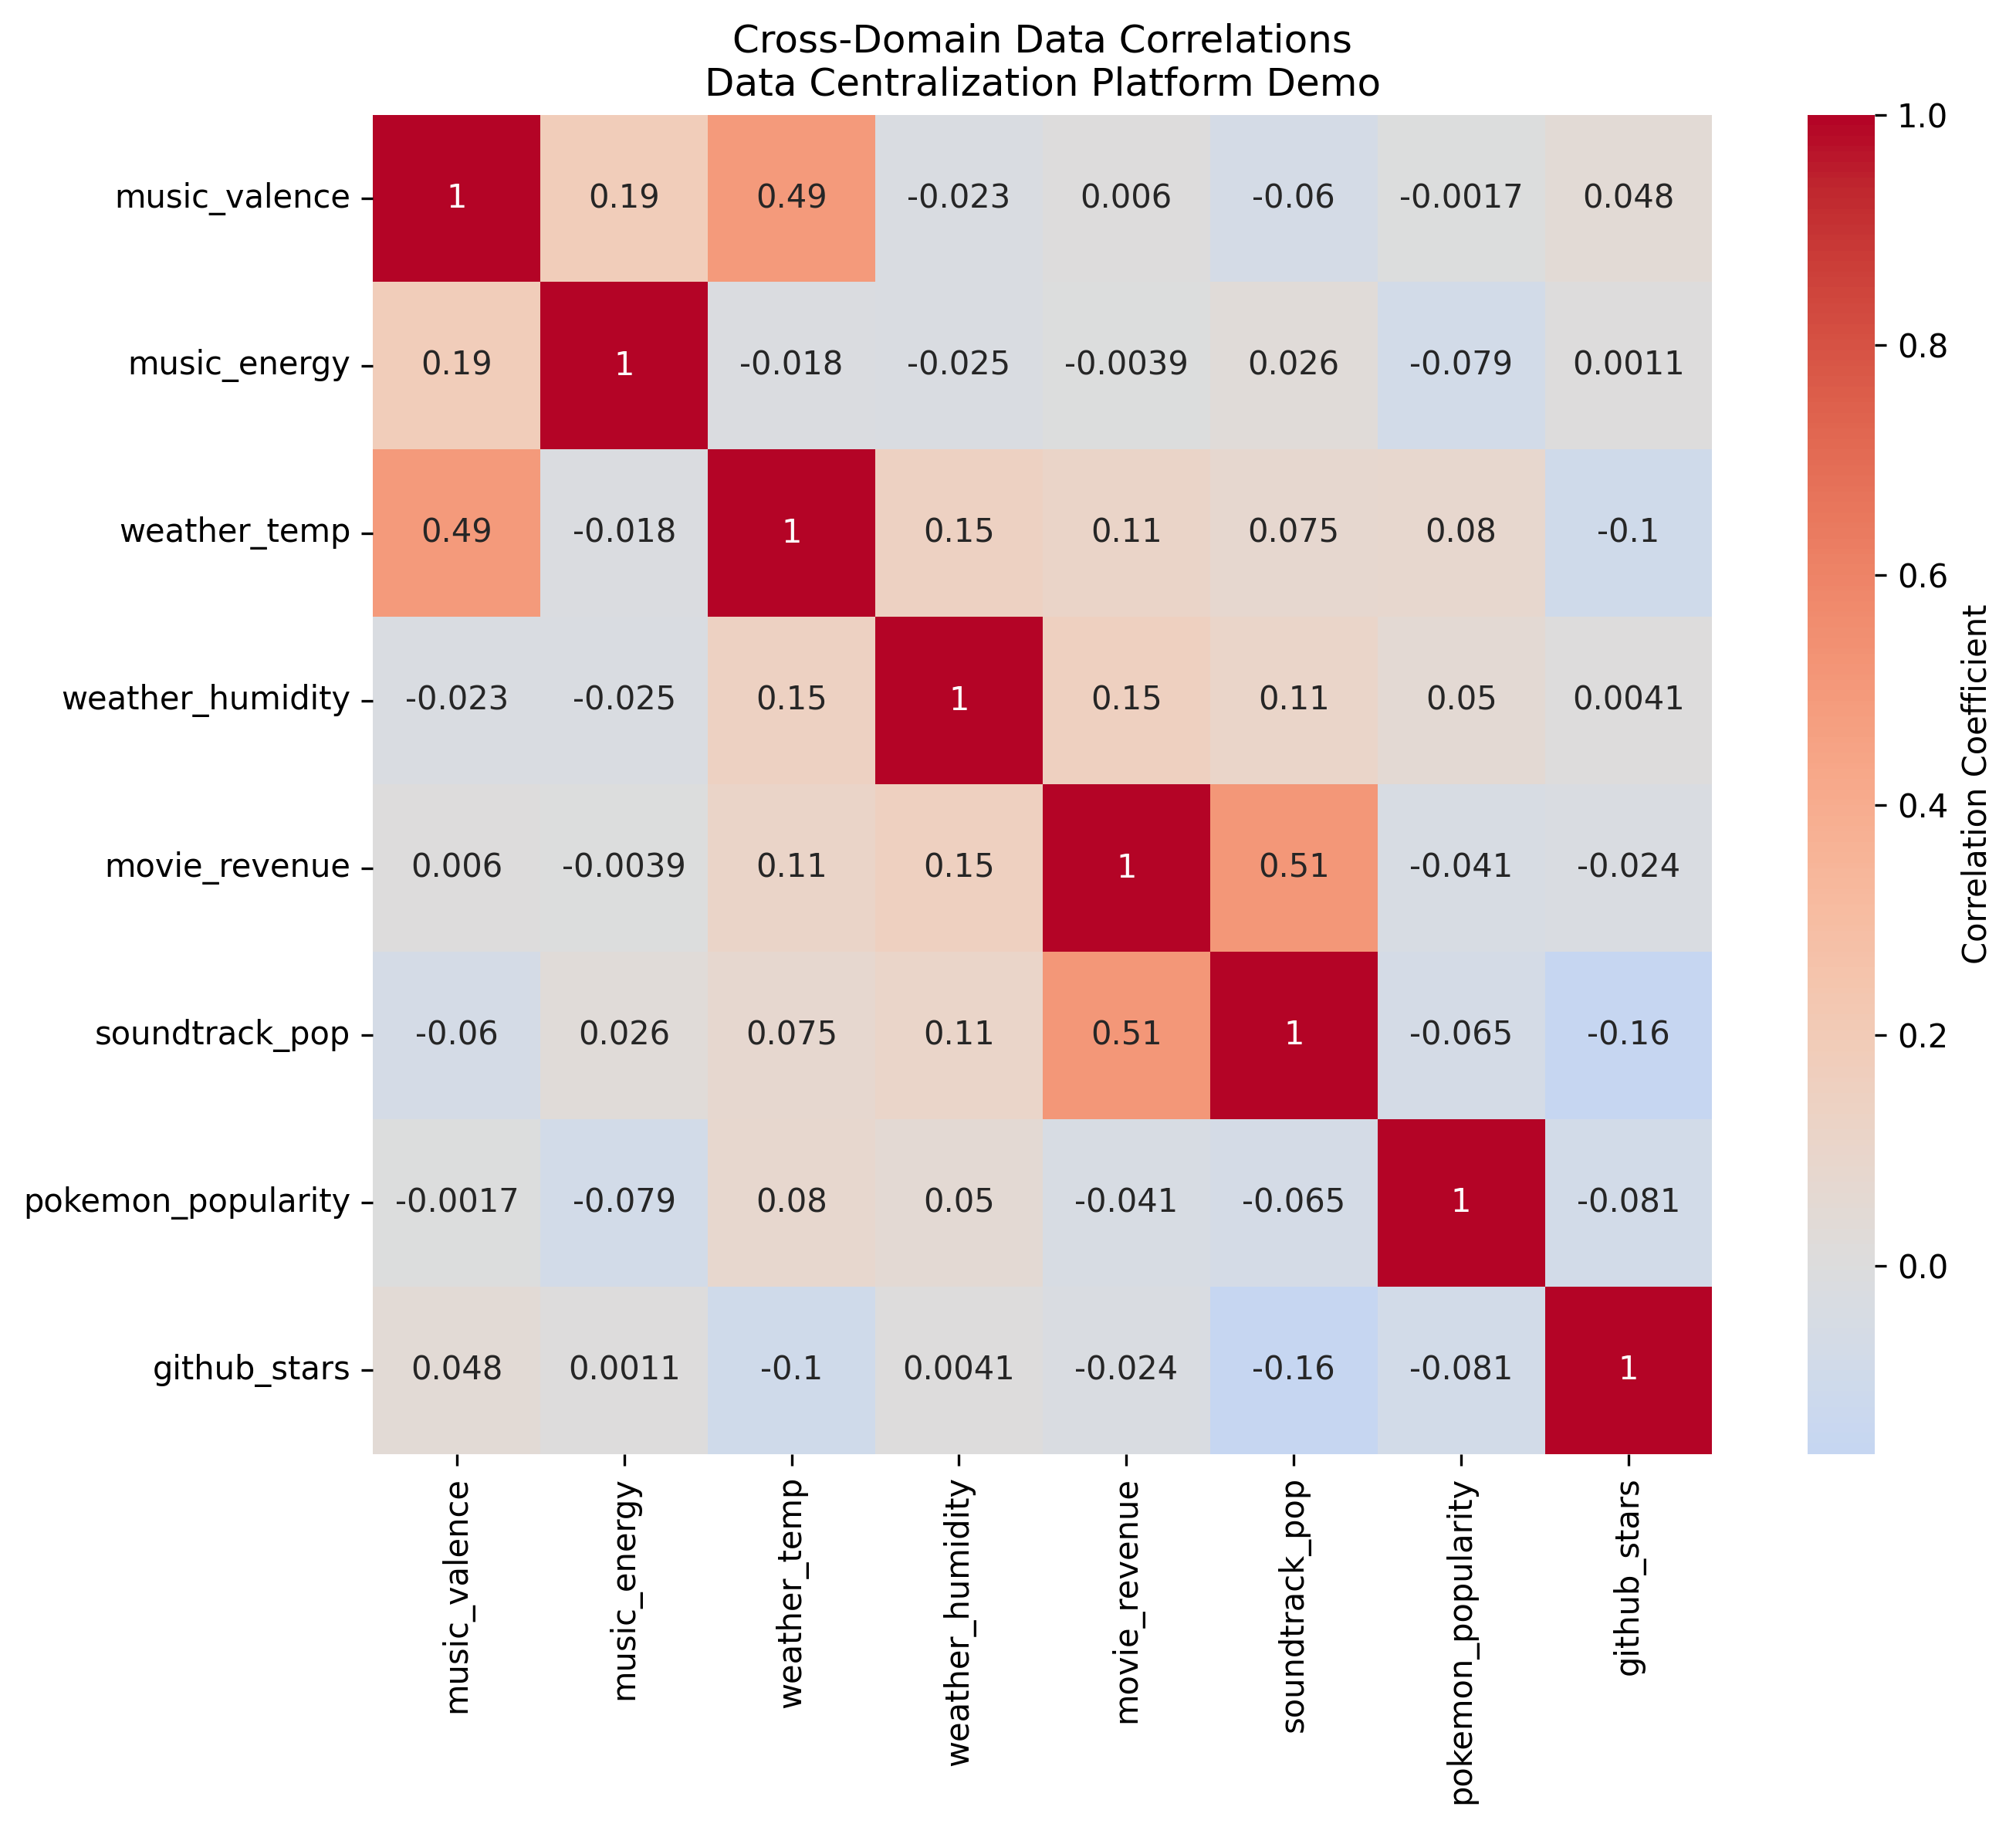 Cross-Domain Data Correlations
Data Centralization Platform Demo
music_valence 1 0.19 0.49 -0.023 0.006 -0.06 -0.0017 0.048
music_energy 0.19 1 -0.018 -0.025 -0.0039 0.026 -0.079 0.0011
weather_temp 0.49 -0.018 1 0.15 0.11 0.075 0.08 -0.1
weather_humidity -0.023 -0.025 0.15 1 0.15 0.11 0.05 0.0041
movie_revenue 0.006 -0.0039 0.11 0.15 1 0.51 -0.041 -0.024
soundtrack_pop -0.06 0.026 0.075 0.11 0.51 1 -0.065 -0.16
pokemon_popularity -0.0017 -0.079 0.08 0.05 -0.041 -0.065 1 -0.081
github_stars 0.048 0.0011 -0.1 0.0041 -0.024 -0.16 -0.081 1
music_valence
music_energy
weather_temp
weather_humidity
movie_revenue
soundtrack_pop
pokemon_popularity
github_stars
1.0
0.8
0.6
0.4
0.2
0.0
Correlation Coefficient